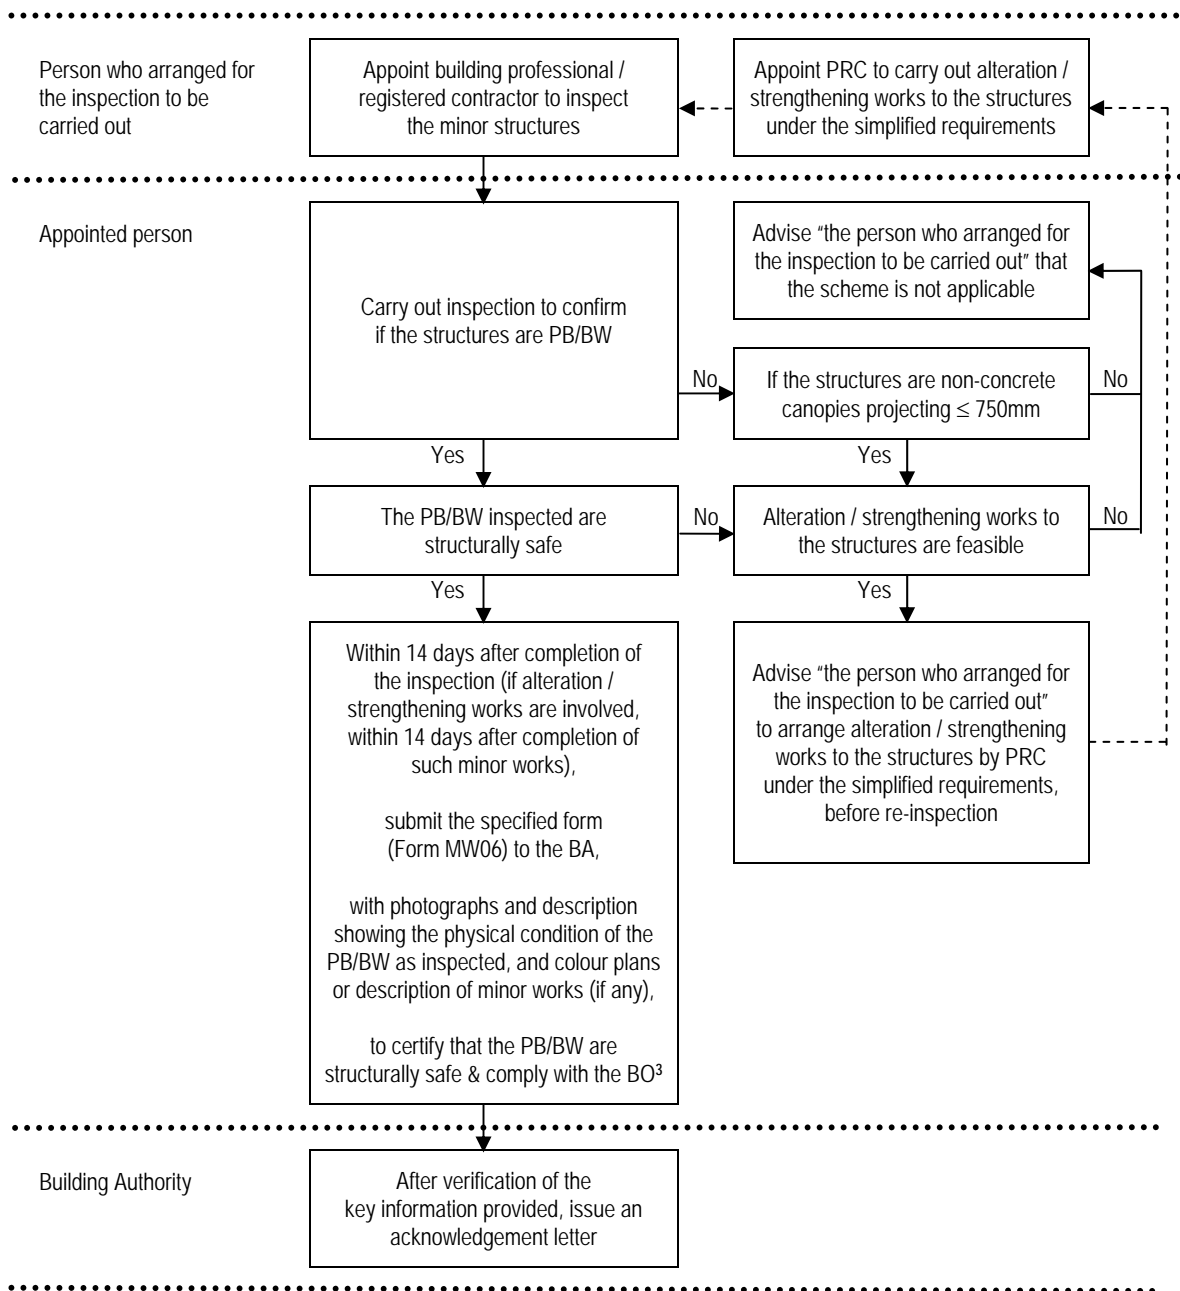 Person who arranged for
the inspection to be
carried out
Appoint building professional /
registered contractor to inspect
the minor structures
Appoint PRC to carry out alteration /
strengthening works to the structures
under the simplified requirements
Appointed person
Carry out inspection to confirm
if the structures are PB/BW
Advise “the person who arranged for
the inspection to be carried out” that
the scheme is not applicable
No
If the structures are non-concrete
canopies projecting ≤ 750mm
No
Yes
Yes
The PB/BW inspected are
structurally safe
No
Alteration / strengthening works to
the structures are feasible
No
Yes
Yes
Within 14 days after completion of
the inspection (if alteration /
strengthening works are involved,
within 14 days after completion of
such minor works),
submit the specified form
(Form MW06) to the BA,
with photographs and description
showing the physical condition of the
PB/BW as inspected, and colour plans
or description of minor works (if any),
to certify that the PB/BW are
structurally safe & comply with the BO³
Advise “the person who arranged for
the inspection to be carried out”
to arrange alteration / strengthening
works to the structures by PRC
under the simplified requirements,
before re-inspection
Building Authority
After verification of the
key information provided, issue an
acknowledgement letter